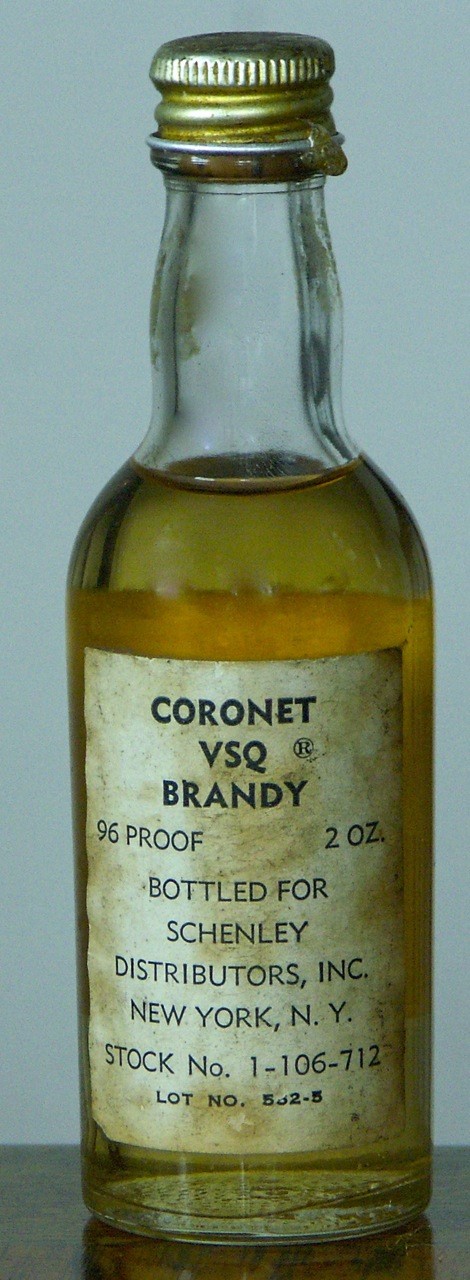 CORONET
VSQ ®
BRANDY
96 PROOF 2 OZ.
BOTTLED FOR
SCHENLEY
DISTRIBUTORS, INC.
NEW YORK, N. Y.
STOCK No. 1-106-712
LOT NO.